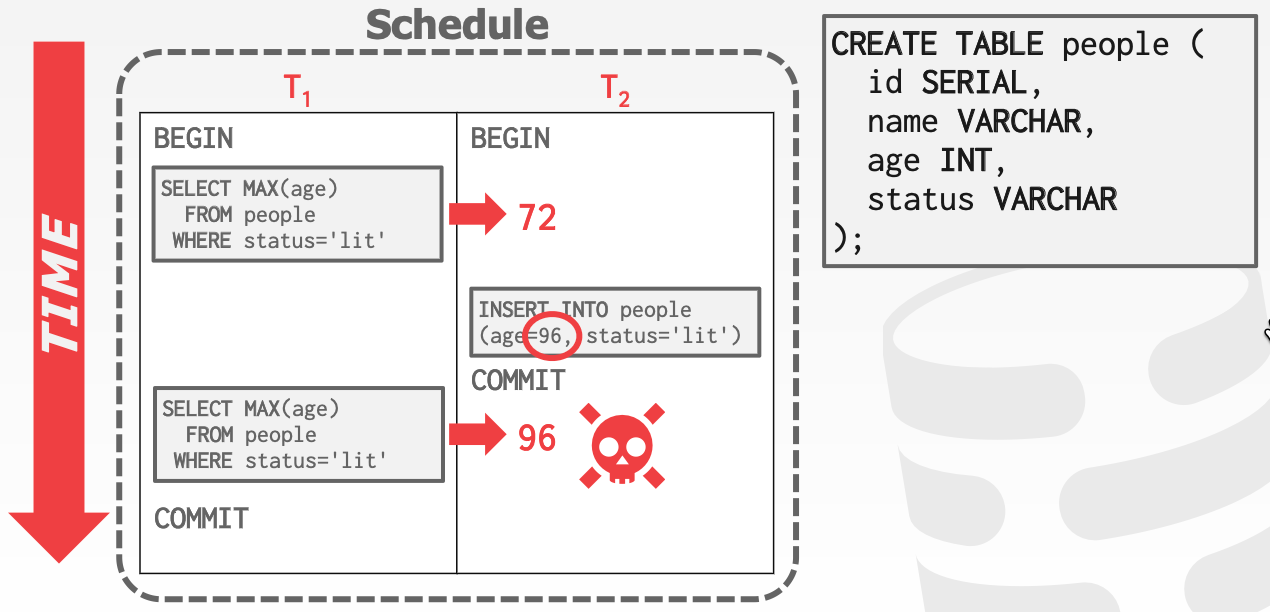 Schedule
TIME
T1
T2
BEGIN
SELECT MAX(age)
FROM people
WHERE status='lit'
72
SELECT MAX(age)
FROM people
WHERE status='lit'
96
COMMIT
BEGIN
INSERT INTO people
(age=96, status='lit')
COMMIT
CREATE TABLE people (
id SERIAL,
name VARCHAR,
age INT,
status VARCHAR
);